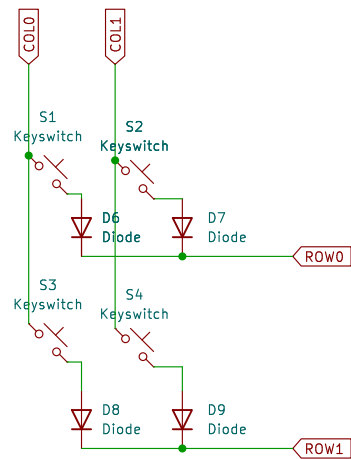 COL0
COL1
S1
Keyswitch
S2
Keyswitch
D6
Diode
D7
Diode
ROW0
S3
Keyswitch
S4
Keyswitch
D8
Diode
D9
Diode
ROW1